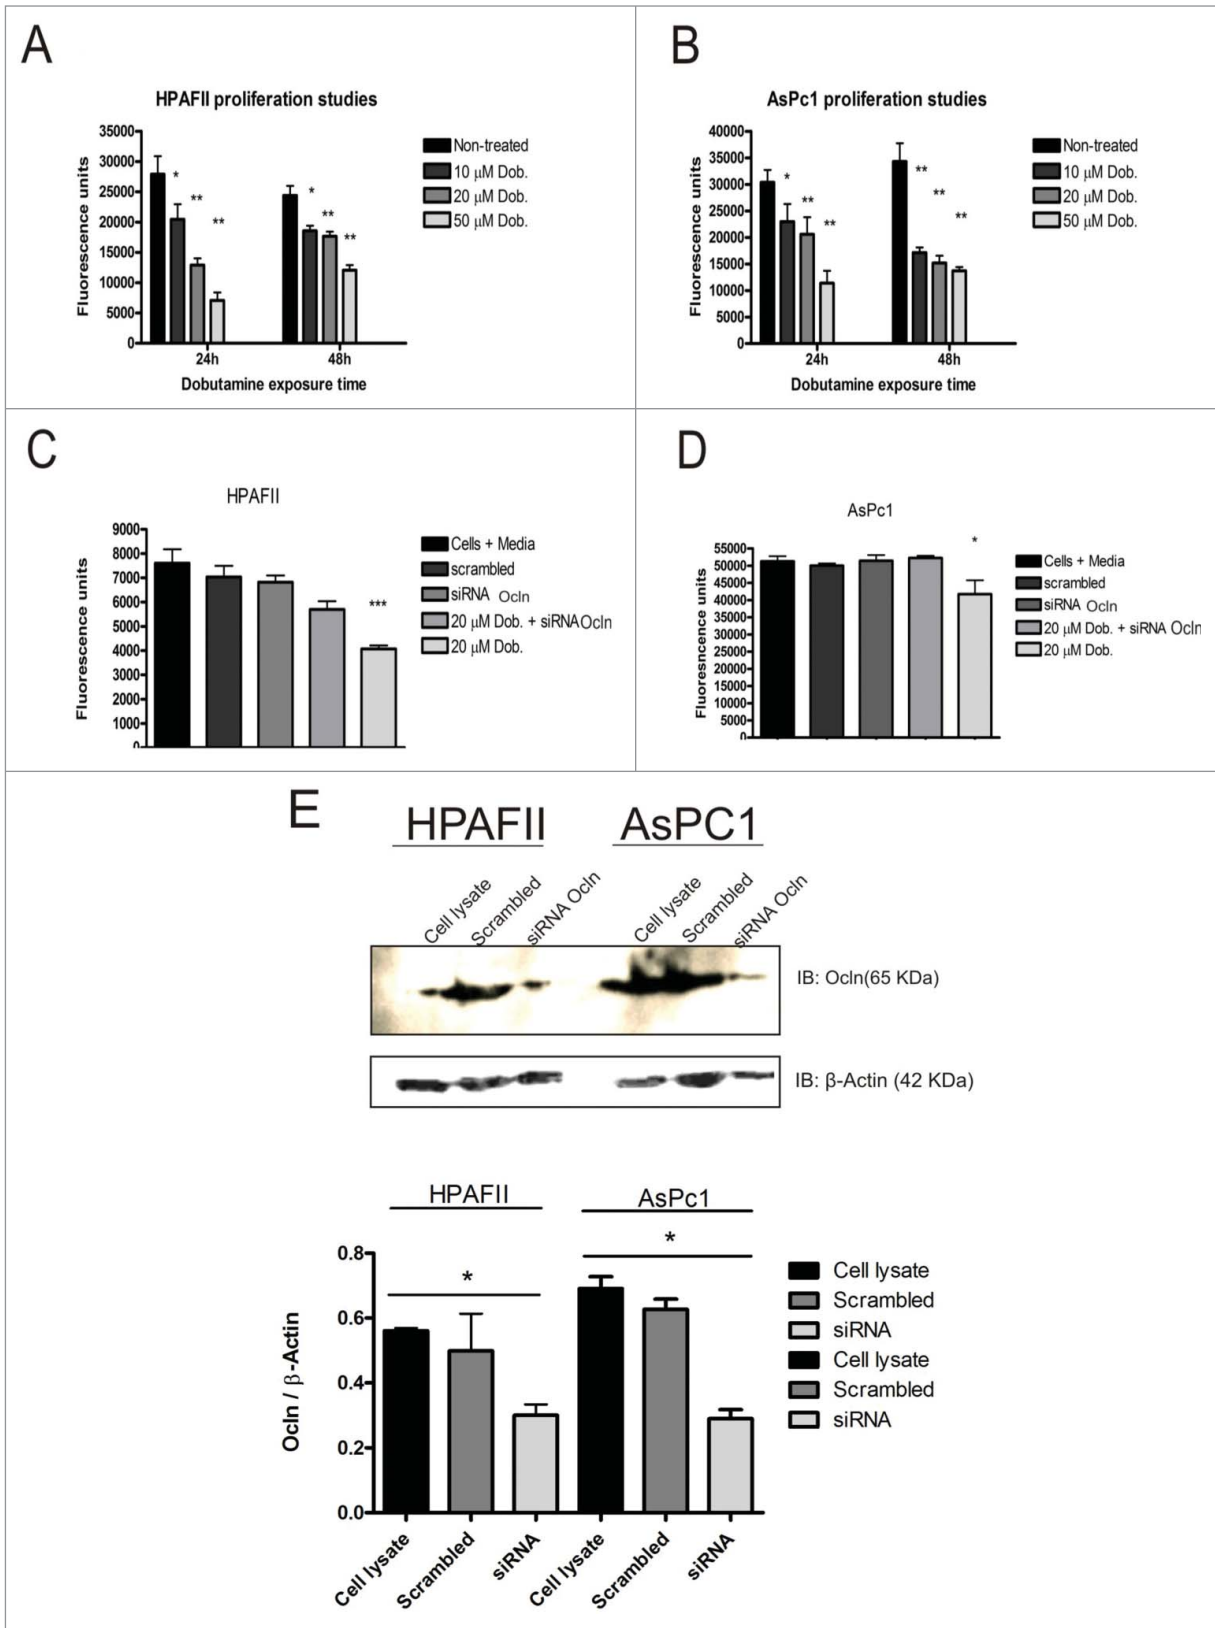 A
HPAFII proliferation studies
Fluorescence units
35000
30000
25000
20000
15000
10000
5000
0
* ** **
* ** **
24h 48h
Dobutamine exposure time
Non-treated
10 μM Dob.
20 μM Dob.
50 μM Dob.
B
AsPc1 proliferation studies
Fluorescence units
40000
35000
30000
25000
20000
15000
10000
5000
0
* ** **
** ** **
24h 48h
Dobutamine exposure time
Non-treated
10 μM Dob.
20 μM Dob.
50 μM Dob.
C
HPAFII
Fluorescence units
9000
8000
7000
6000
5000
4000
3000
2000
1000
0
***
Cells + Media
scrambled
siRNA Ocln
20 μM Dob. + siRNA Ocln
20 μM Dob.
D
AsPc1
Fluoresncence units
55000
50000
45000
40000
35000
30000
25000
20000
15000
10000
5000
0
*
Cells + Media
scrambled
siRNA Ocln
20 μM Dob. + siRNA Ocln
20 μM Dob.
E
HPAFII AsPC1
Cell lysate Scrambled siRNA Ocln Cell lysate Scrambled siRNA Ocln
IB: Ocln(65 KDa)
IB: β-Actin (42 KDa)
HPAFII AsPc1
* *
Ocln / β-Actin
0.8
0.6
0.4
0.2
0.0
Cell lysate Scrambled siRNA Cell lysate Scrambled siRNA
Cell lysate
Scrambled
siRNA
Cell lysate
Scrambled
siRNA